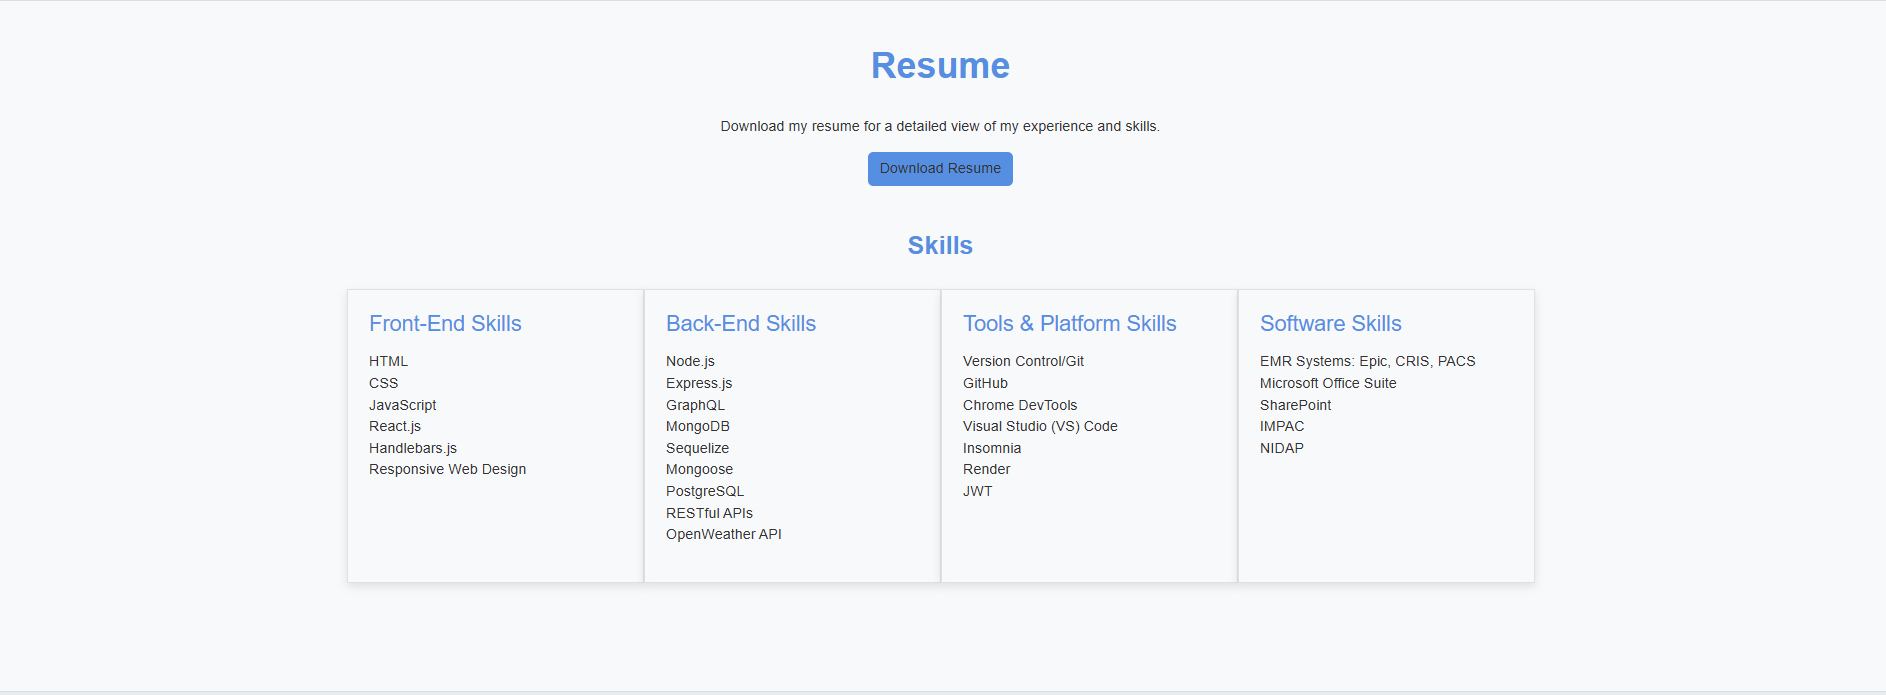 Resume
Download my resume for a detailed view of my experience and skills.
Download Resume
Skills
Front-End Skills
HTML
CSS
JavaScript
React.js
Handlebars.js
Responsive Web Design
Back-End Skills
Node.js
Express.js
GraphQL
MongoDB
Sequelize
Mongoose
PostgreSQL
RESTful APIs
OpenWeather API
Tools & Platform Skills
Version Control/Git
GitHub
Chrome DevTools
Visual Studio (VS) Code
Insomnia
Render
JWT
Software Skills
EMR Systems: Epic, CRIS, PACS
Microsoft Office Suite
SharePoint
IMPAC
NIDAP